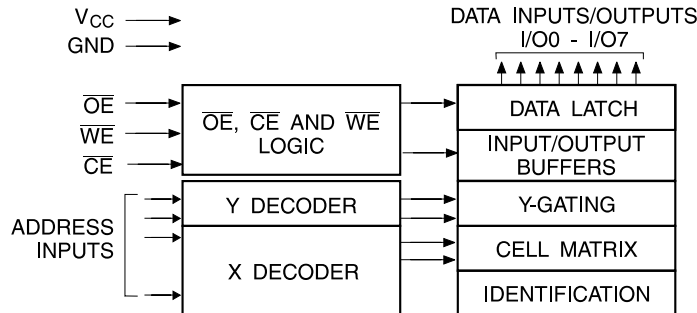 VCC
GND
OE
WE
CE
ADDRESS
INPUTS
OE, CE AND WE
LOGIC
Y DECODER
X DECODER
DATA INPUTS/OUTPUTS
I/O0 - I/O7
DATA LATCH
INPUT/OUTPUT
BUFFERS
Y-GATING
CELL MATRIX
IDENTIFICATION